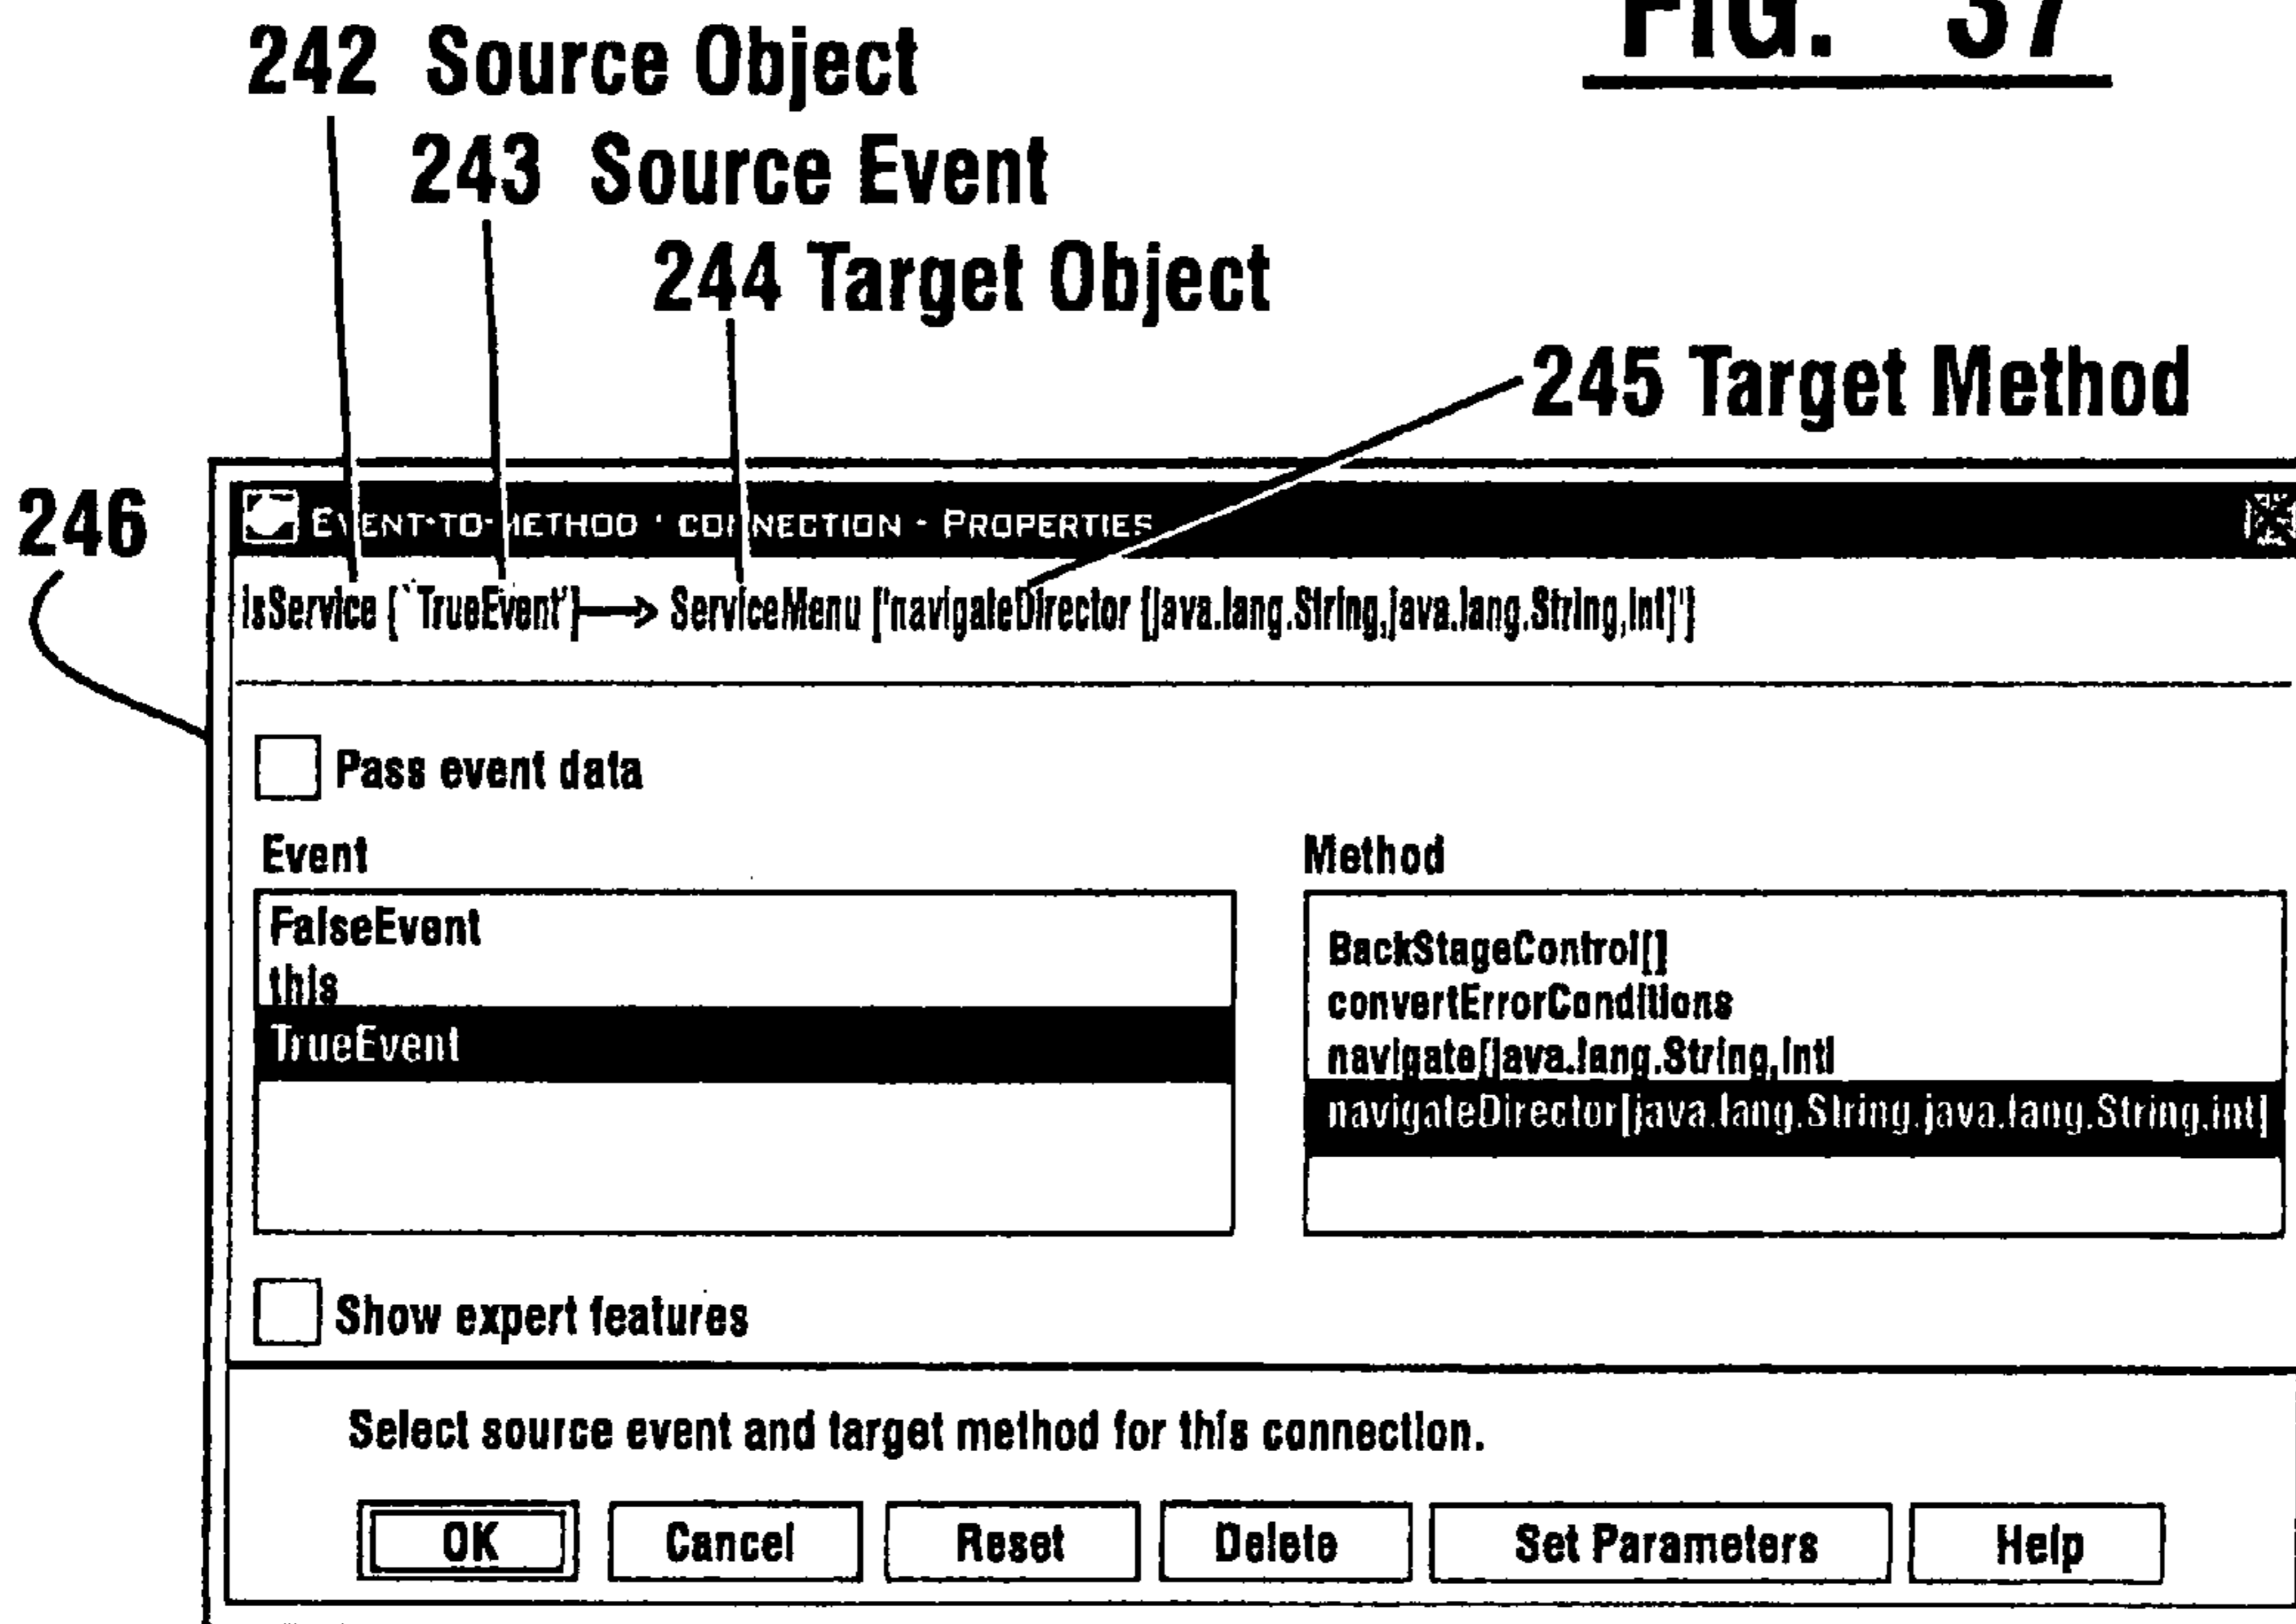 FIG. 37
242 Source Object
243 Source Event
244 Target Object
245 Target Method
246
EVENT-TO-METHOD · CONNECTION - PROPERTIES
IsService [`TrueEvent'] → ServiceMenu ['navigateDirector [java.lang.String,java.lang.String,int]']
Pass event data
Event
Method
FalseEvent
this
TrueEvent
BackStageControl[]
convertErrorConditions
navigate[java.lang.String,int]
navigateDirector[java.lang.String.java.lang.String.int]
Show expert features
Select source event and target method for this connection.
OK
Cancel
Reset
Delete
Set Parameters
Help